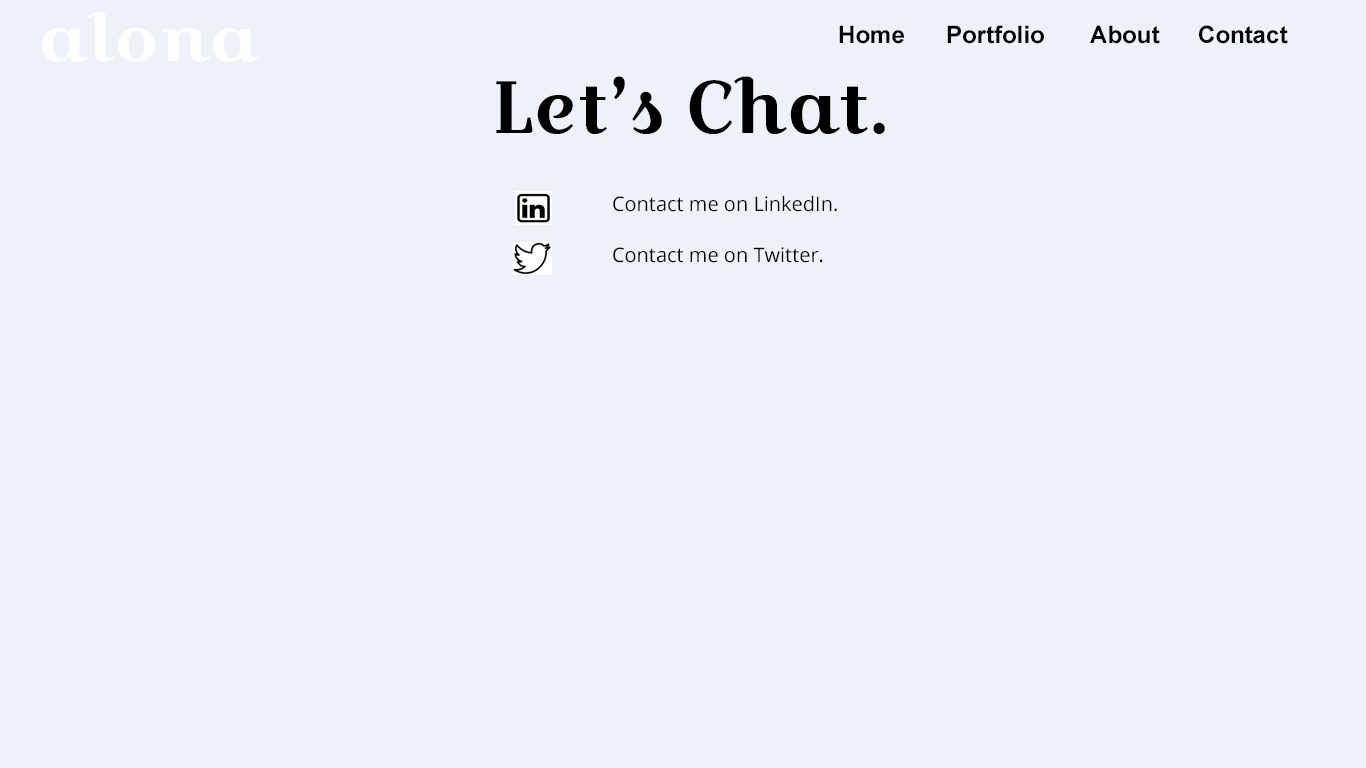 alona
Home Portfolio About Contact
Let’s Chat.
in Contact me on LinkedIn.
Contact me on Twitter.